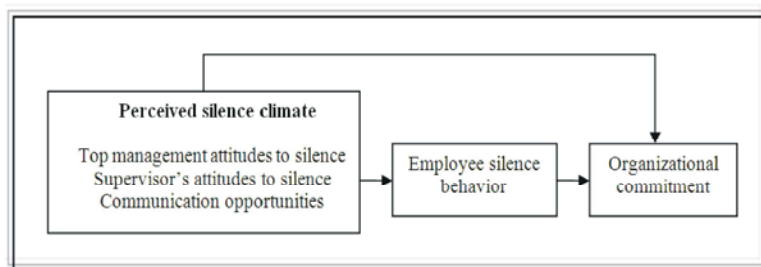 Perceived silence climate
Top management attitudes to silence
Supervisor's attitudes to silence
Communication opportunities
Employee silence
behavior
Organizational
commitment